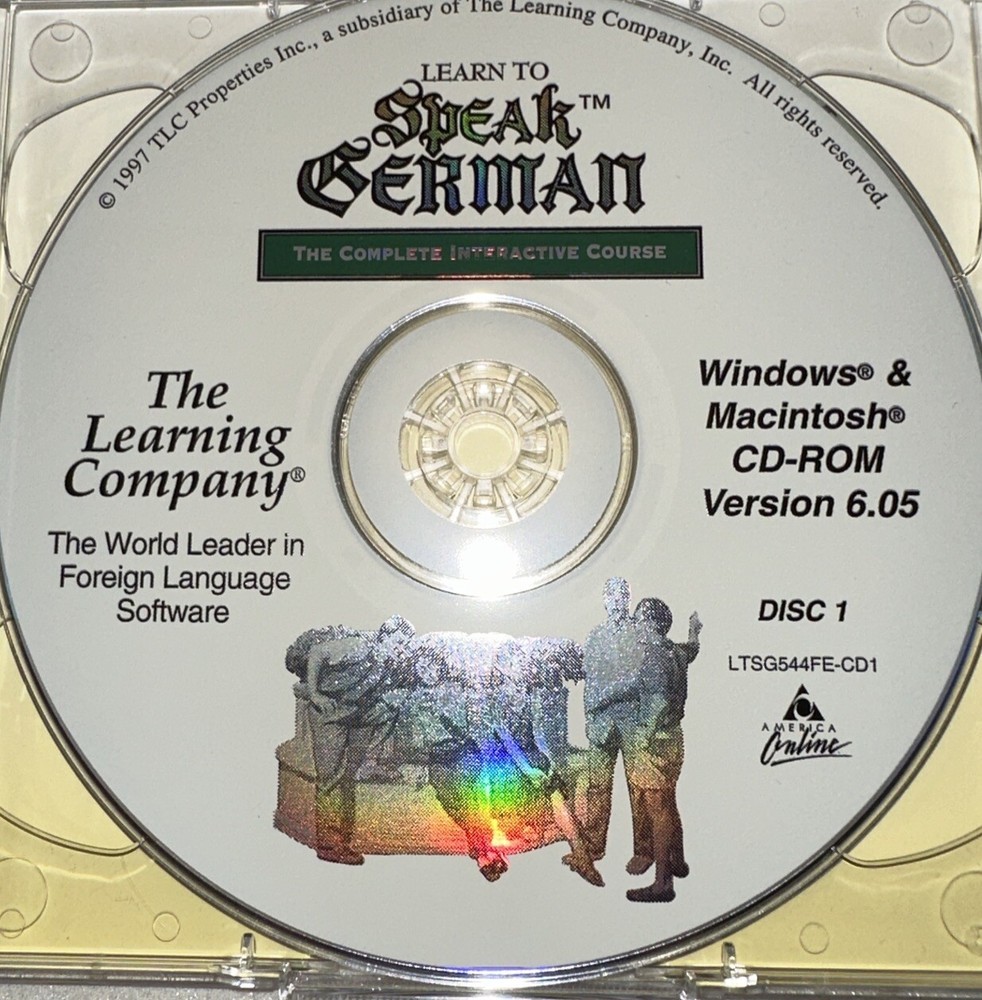 © 1997 TLC Properties Inc., a subsidiary of The Learning Company, Inc. All rights reserved.
LEARN TO
SPEAK™
GERMAN
THE COMPLETE INTERACTIVE COURSE
The
Learning
Company®
The World Leader in
Foreign Language
Software
Windows® &
Macintosh®
CD-ROM
Version 6.05
DISC 1
LTSG544FE-CD1
AMERICA
Online